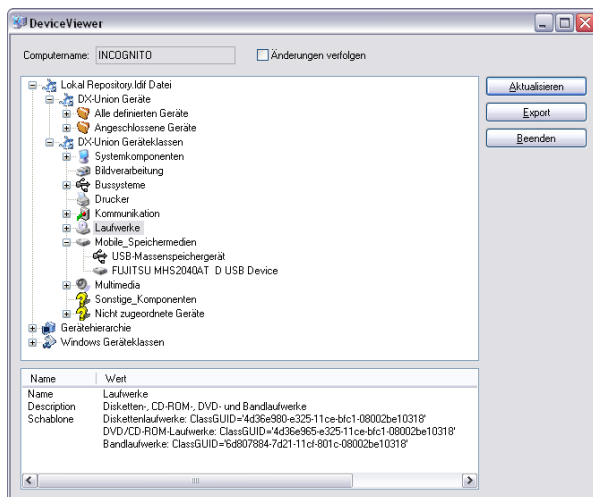 DeviceViewer
Computername: INCOGNITO Änderungen verfolgen
Lokal Repository.ldif Datei
DX-Union Geräte
Alle definierten Geräte
Angeschlossene Geräte
DX-Union Geräteklassen
Systemkomponenten
Bildverarbeitung
Bussysteme
Drucker
Kommunikation
Laufwerke
Mobile_Speichermedien
USB-Massenspeichergerät
FUJITSU MHS2040AT D USB Device
Multimedia
Sonstige_Komponenten
Nicht zugeordnete Geräte
Gerätehierarchie
Windows Geräteklassen
Aktualisieren
Export
Beenden
Name Wert
Name Laufwerke
Description Disketten-, CD-ROM-, DVD- und Bandlaufwerke
Schablone Diskettenlaufwerke: ClassGUID='4d36e980-e325-11ce-bfc1-08002be10318'
DVD/CD-ROM-Laufwerke: ClassGUID='4d36e965-e325-11ce-bfc1-08002be10318'
Bandlaufwerke: ClassGUID='6d807884-7d21-11cf-801c-08002be10318'